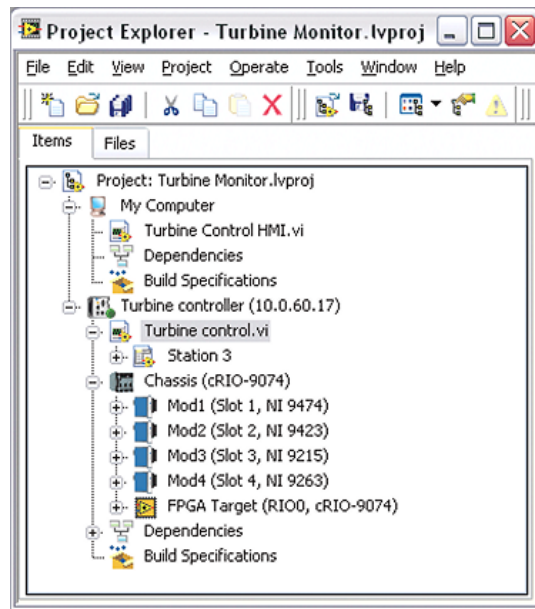 Project Explorer - Turbine Monitor.lvproj
File Edit View Project Operate Tools Window Help
Items Files
Project: Turbine Monitor.lvproj
My Computer
Turbine Control HMI.vi
Dependencies
Build Specifications
Turbine controller (10.0.60.17)
Turbine control.vi
Station 3
Chassis (cRIO-9074)
Mod1 (Slot 1, NI 9474)
Mod2 (Slot 2, NI 9423)
Mod3 (Slot 3, NI 9215)
Mod4 (Slot 4, NI 9263)
FPGA Target (RIO0, cRIO-9074)
Dependencies
Build Specifications